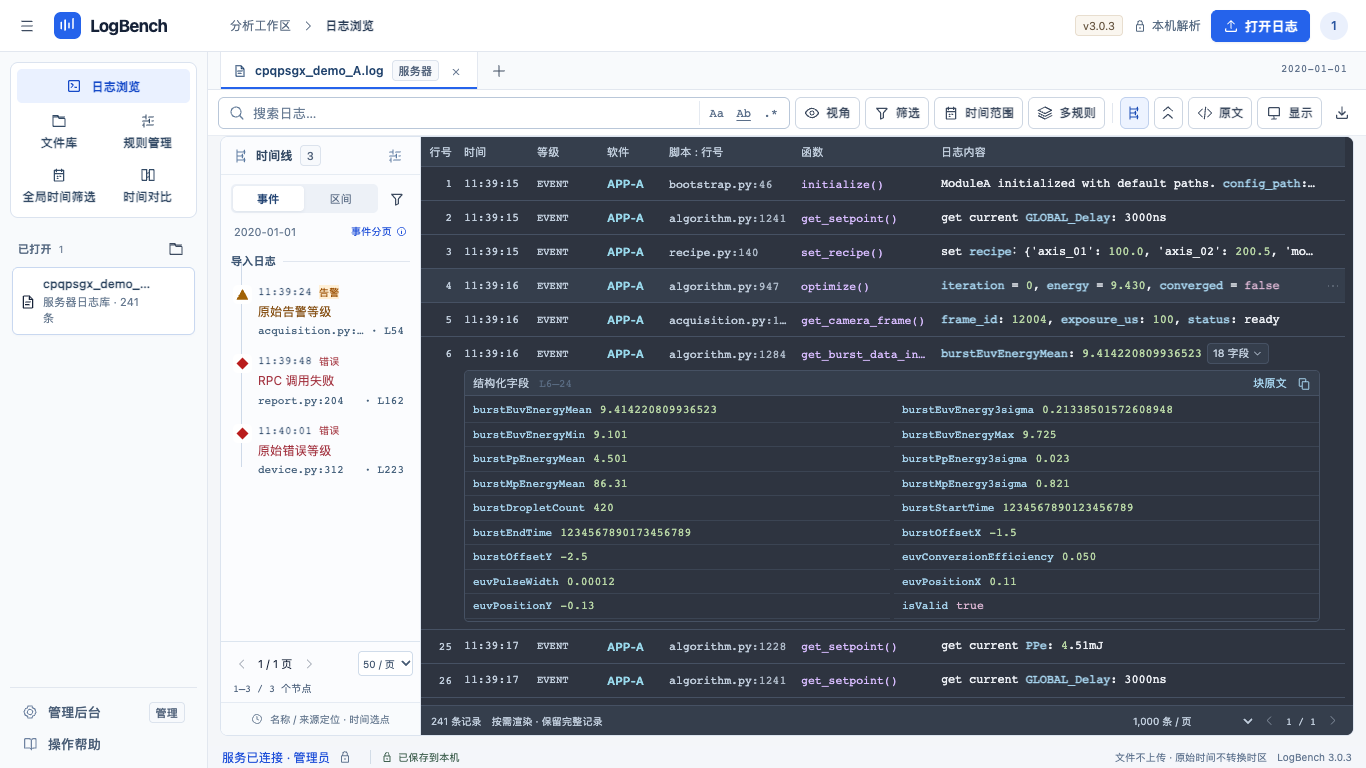 LogBench
分析工作区 > 日志浏览
v3.0.3
本机解析
打开日志
1
日志浏览
文件库
规则管理
全局时间筛选
时间对比
已打开 1
cpqpsgx_demo_...
服务器日志库 · 241
条
管理后台
管理
操作帮助
cpqpsgx_demo_A.log 服务器 × +
2020-01-01
搜索日志…
Aa Ab .*
视角
筛选
时间范围
多规则
原文
显示
时间线 3
事件
区间
2020-01-01
事件分页
导入日志
11:39:24 告警
原始告警等级
acquisition.py:… · L54
11:39:48 错误
RPC 调用失败
report.py:204 · L162
11:40:01 错误
原始错误等级
device.py:312 · L223
1 / 1 页
50 / 页
1—3 / 3 个节点
名称 / 来源定位 · 时间选点
行号 时间 等级 软件 脚本 : 行号 函数 日志内容
1 11:39:15 EVENT APP-A bootstrap.py:46 initialize() ModuleA initialized with default paths. config_path:…
2 11:39:15 EVENT APP-A algorithm.py:1241 get_setpoint() get current GLOBAL_Delay: 3000ns
3 11:39:15 EVENT APP-A recipe.py:140 set_recipe() set recipe: {'axis_01': 100.0, 'axis_02': 200.5, 'mo…
4 11:39:16 EVENT APP-A algorithm.py:947 optimize() iteration = 0, energy = 9.430, converged = false ···
5 11:39:16 EVENT APP-A acquisition.py:1… get_camera_frame() frame_id: 12004, exposure_us: 100, status: ready
6 11:39:16 EVENT APP-A algorithm.py:1284 get_burst_data_in… burstEuvEnergyMean: 9.414220809936523 18 字段
结构化字段 L6—24 块原文
burstEuvEnergyMean 9.414220809936523 burstEuvEnergy3sigma 0.21338501572608948
burstEuvEnergyMin 9.101 burstEuvEnergyMax 9.725
burstPpEnergyMean 4.501 burstPpEnergy3sigma 0.023
burstMpEnergyMean 86.31 burstMpEnergy3sigma 0.821
burstDropletCount 420 burstStartTime 1234567890123456789
burstEndTime 1234567890173456789 burstOffsetX -1.5
burstOffsetY -2.5 euvConversionEfficiency 0.050
euvPulseWidth 0.00012 euvPositionX 0.11
euvPositionY -0.13 isValid true
25 11:39:17 EVENT APP-A algorithm.py:1228 get_setpoint() get current PPe: 4.51mJ
26 11:39:17 EVENT APP-A algorithm.py:1241 get_setpoint() get current GLOBAL_Delay: 3000ns
241 条记录 按需渲染 · 保留完整记录
1,000 条 / 页
1 / 1
服务已连接 · 管理员
已保存到本机
文件不上传 · 原始时间不转换时区 LogBench 3.0.3